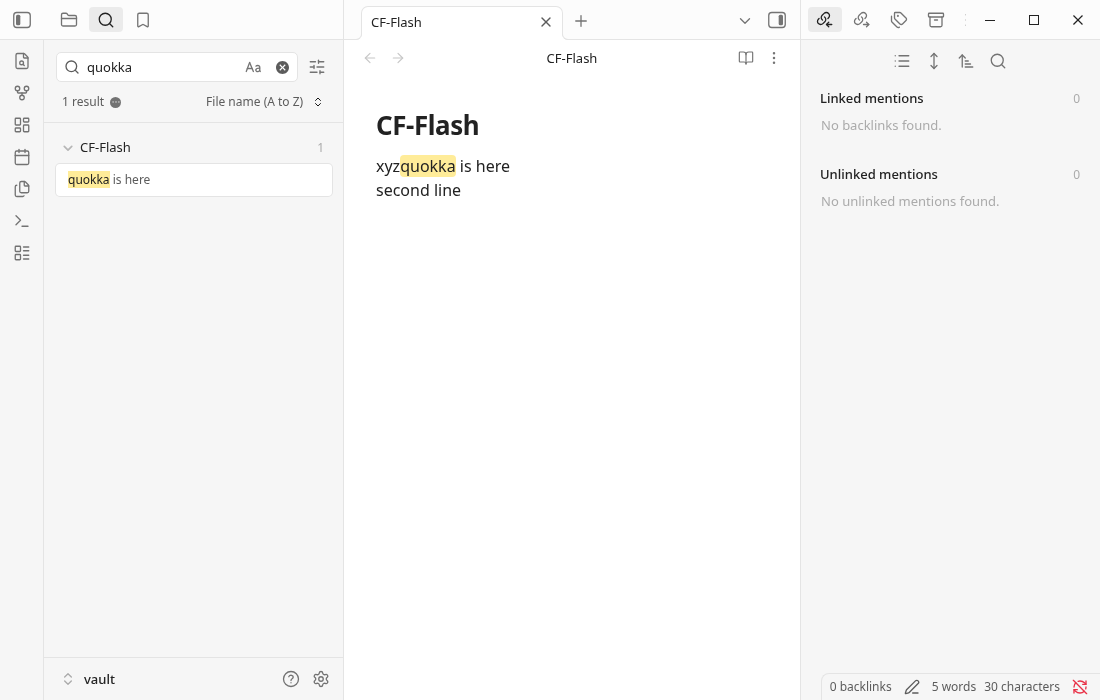 CF-Flash
quokka
Aa
1 result
File name (A to Z)
CF-Flash
1
quokka is here
vault
CF-Flash
CF-Flash
xyzquokka is here
second line
Linked mentions
0
No backlinks found.
Unlinked mentions
0
No unlinked mentions found.
0 backlinks
5 words
30 characters